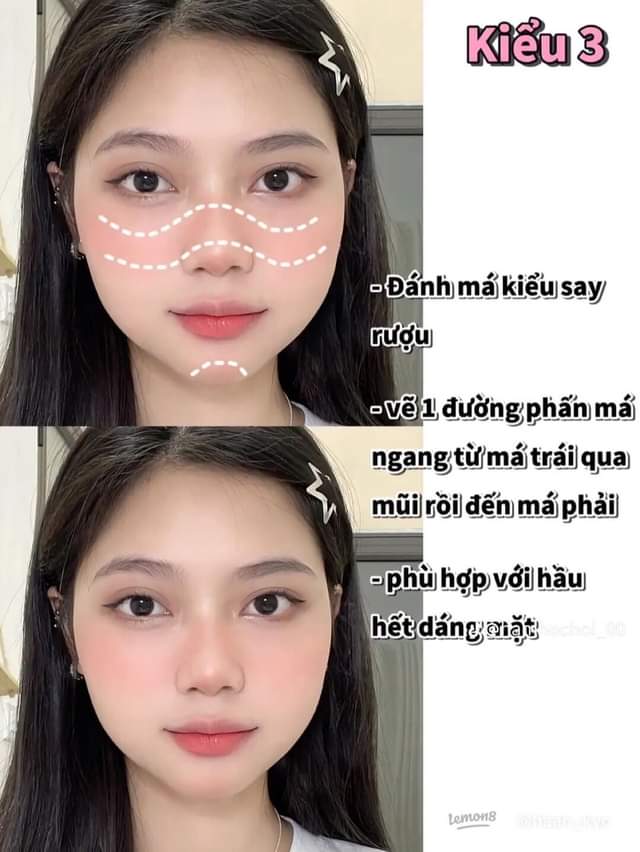 Kiểu 3
- Đánh má kiểu say
rượu
- vẽ 1 đường phấn má
ngang từ má trái qua
mũi rồi đến má phải
- phù hợp với hầu
hết dáng mặt
lemon8